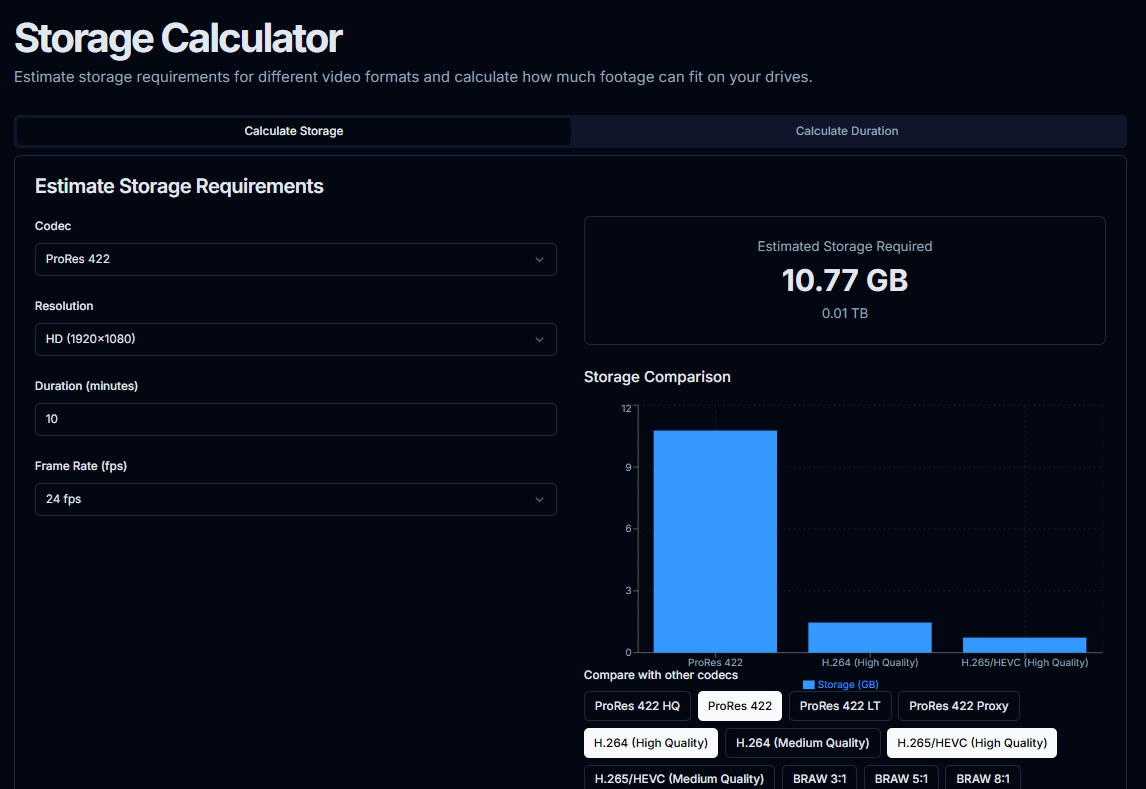 Storage Calculator
Estimate storage requirements for different video formats and calculate how much footage can fit on your drives.
Calculate Storage
Calculate Duration
Estimate Storage Requirements
Codec
ProRes 422
Resolution
HD (1920×1080)
Duration (minutes)
10
Frame Rate (fps)
24 fps
Estimated Storage Required
10.77 GB
0.01 TB
Storage Comparison
12
9
6
3
0
ProRes 422 H.264 (High Quality) H.265/HEVC (High Quality)
Compare with other codecs
Storage (GB)
ProRes 422 HQ ProRes 422 ProRes 422 LT ProRes 422 Proxy
H.264 (High Quality) H.264 (Medium Quality) H.265/HEVC (High Quality)
H.265/HEVC (Medium Quality) BRAW 3:1 BRAW 5:1 BRAW 8:1